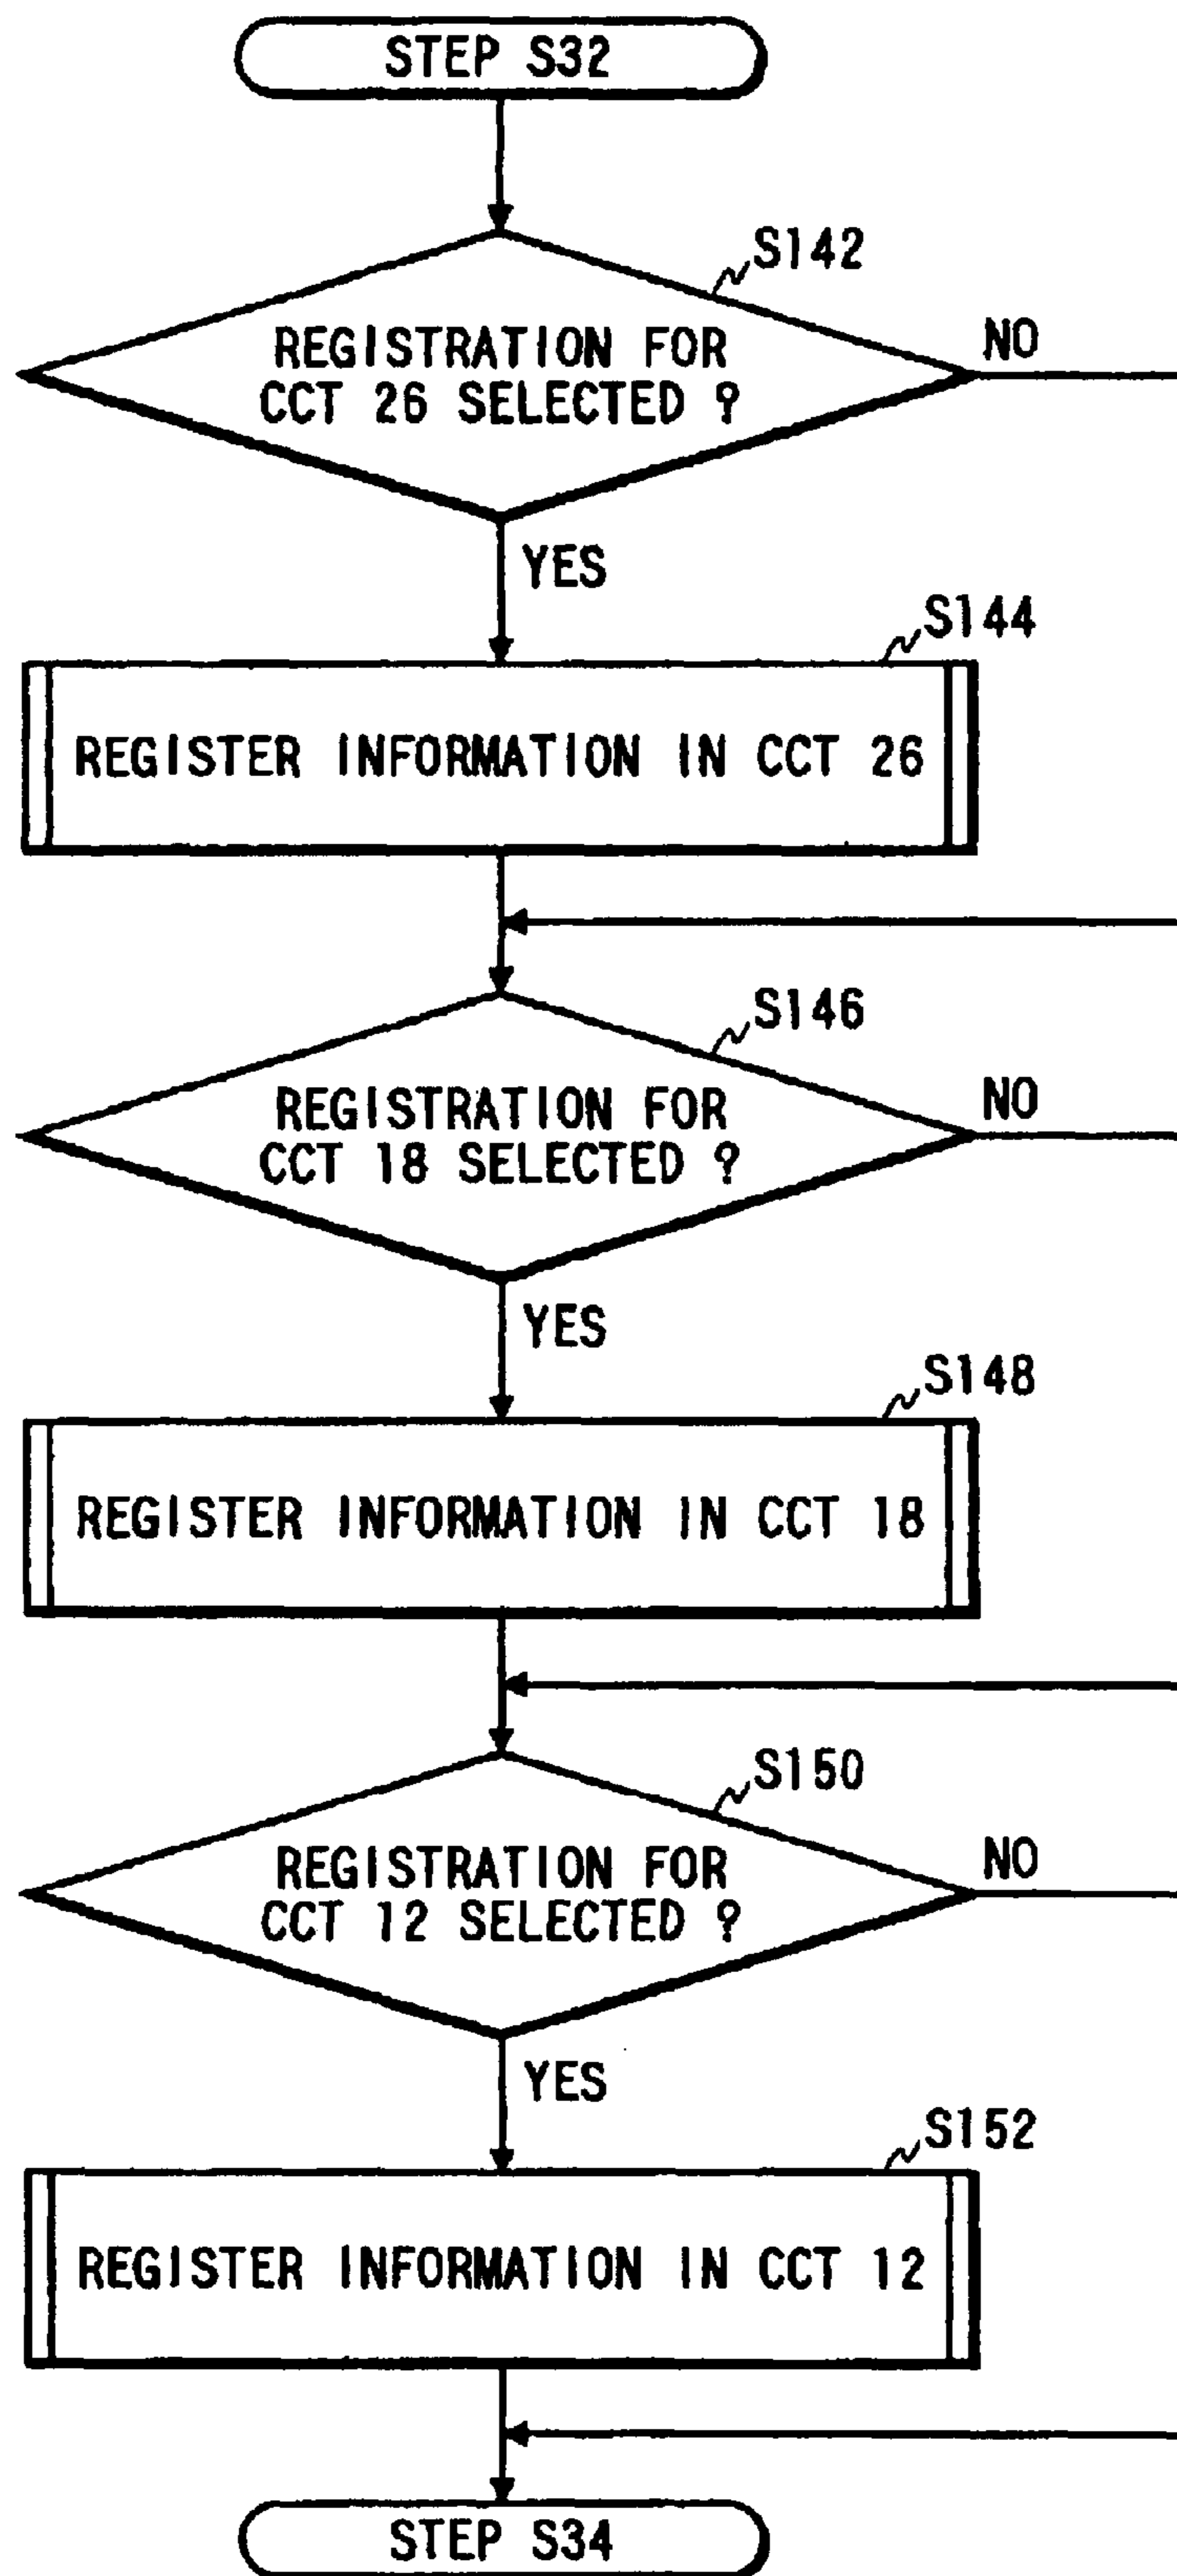 STEP S32
S142
REGISTRATION FOR
CCT 26 SELECTED ?
NO
YES
S144
REGISTER INFORMATION IN CCT 26
S146
REGISTRATION FOR
CCT 18 SELECTED ?
NO
YES
S148
REGISTER INFORMATION IN CCT 18
S150
REGISTRATION FOR
CCT 12 SELECTED ?
NO
YES
S152
REGISTER INFORMATION IN CCT 12
STEP S34